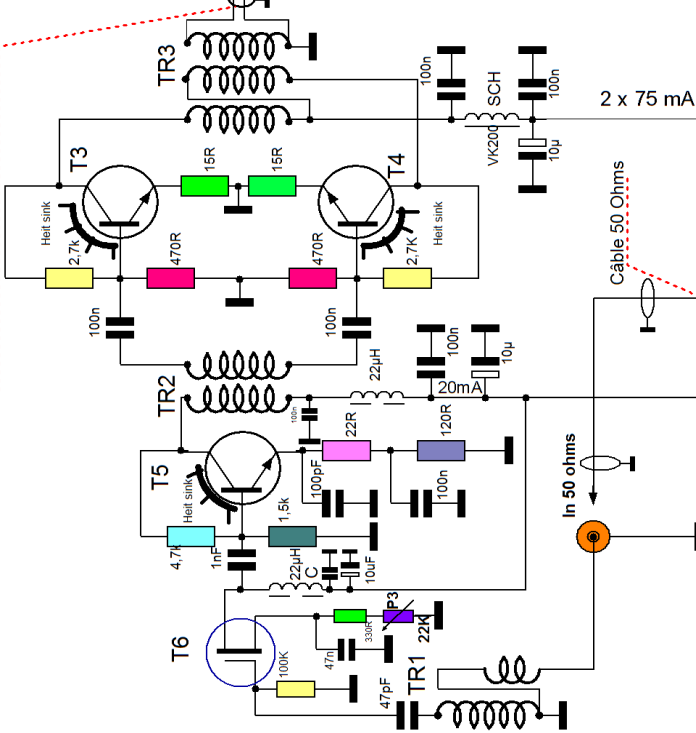 TR3
100n
SCH
100n
2 x 75 mA
VK200
10µ
T3
15R
15R
T4
Heit sink
2,7k
470R
470R
2,7K
Heit sink
Câble 50 Ohms
100n
100n
22µH
100n
10µ
TR2
20mA
100n
22R
120R
T5
Heit sink
100pF
100n
In 50 ohms
4,7k
1nF
1,5k
22µH
C
10uF
T6
P3
330R
22K
47n
100K
47pF
TR1